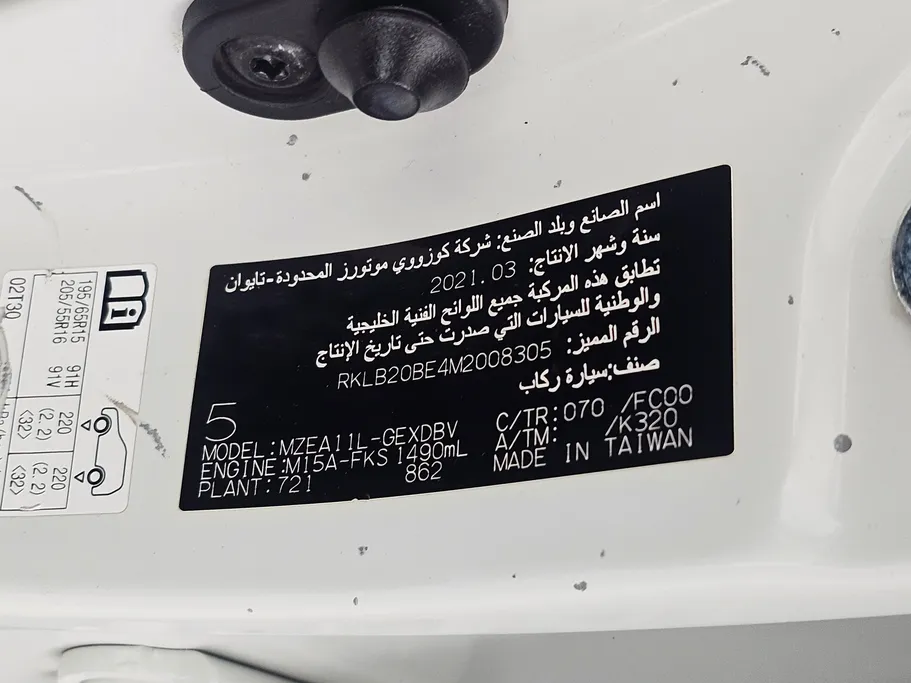 اسم الصانع وبلد الصنع: شركة كوزووي موتورز المحدودة-تايوان
سنة وشهر الانتاج: 2021.03
تطابق هذه المركبة جميع اللوائح الفنية الخليجية
والوطنية للسيارات التي صدرت حتى تاريخ الإنتاج
الرقم المميز: RKLB20BE4M2008305
صنف:سيارة ركاب
5
MODEL:MZEA11L-GEXDBV
ENGINE:M15A-FKS 1490mL
PLANT:721 862
C/TR:070 /FC00
A/TM: /K320
MADE IN TAIWAN
195/65R15 91H 220 (2.2) <32> 220 (2.2) <32>
205/55R16 91V
02T30